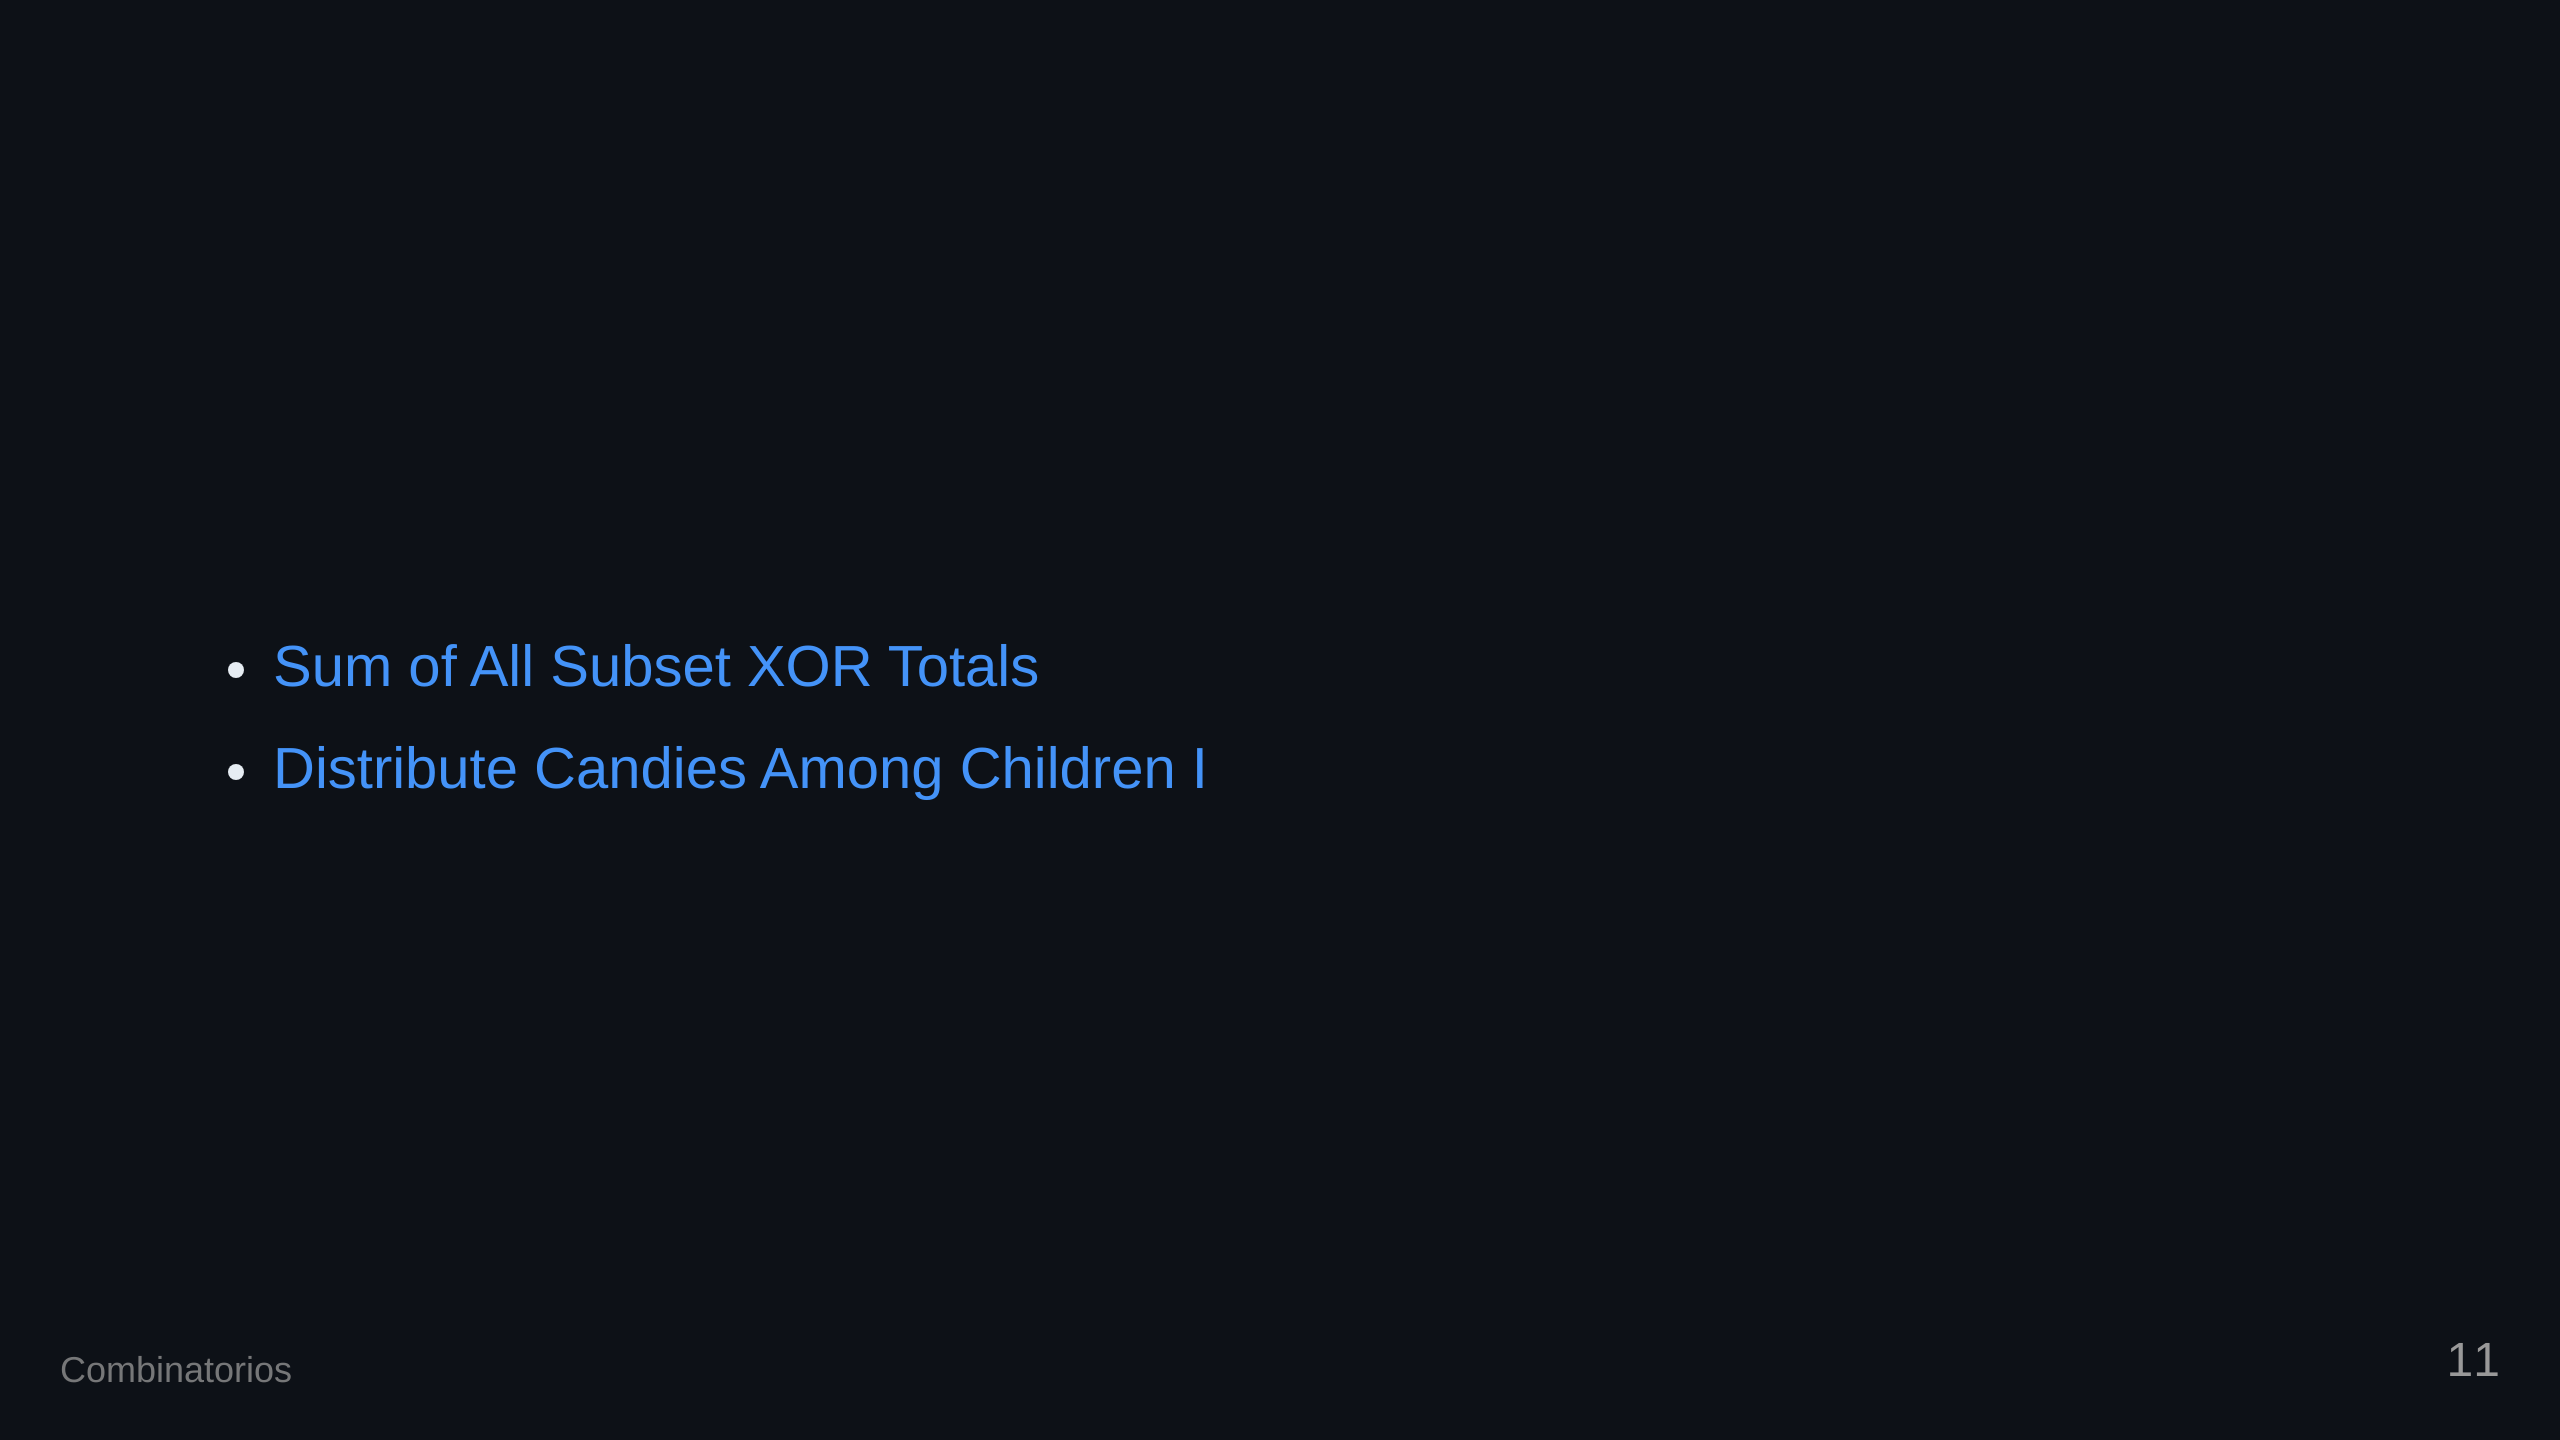 • Sum of All Subset XOR Totals
• Distribute Candies Among Children I
Combinatorios
11